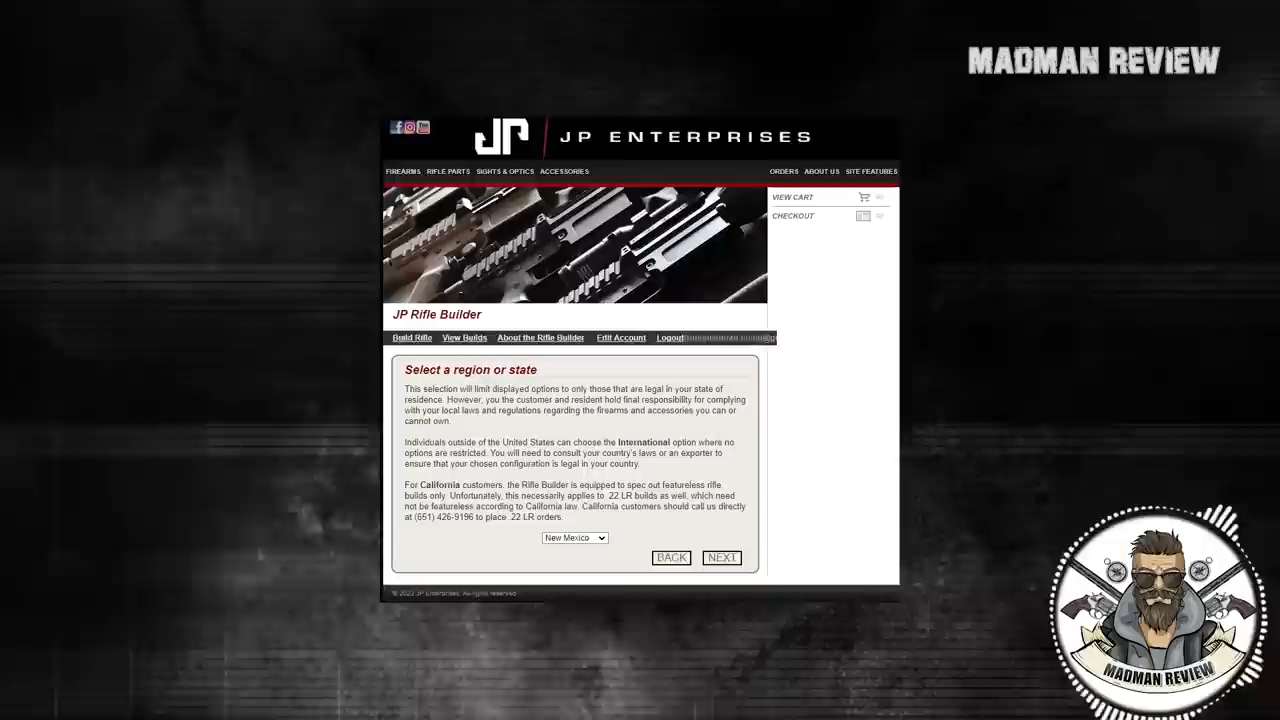 MADMAN REVIEW
JP JP ENTERPRISES
FIREARMS RIFLE PARTS SIGHTS & OPTICS ACCESSORIES ORDERS ABOUT US SITE FEATURES
VIEW CART
CHECKOUT
JP Rifle Builder
Build Rifle View Builds About the Rifle Builder Edit Account Logout
Select a region or state
This selection will limit displayed options to only those that are legal in your state of
residence. However, you the customer and resident hold final responsibility for complying
with your local laws and regulations regarding the firearms and accessories you can or
cannot own.
Individuals outside of the United States can choose the International option where no
options are restricted. You will need to consult your country's laws or an exporter to
ensure that your chosen configuration is legal in your country.
For California customers, the Rifle Builder is equipped to spec out featureless rifle
builds only. Unfortunately, this necessarily applies to .22 LR builds as well, which need
not be featureless according to California law. California customers should call us directly
at (651) 426-9196 to place .22 LR orders.
New Mexico
BACK NEXT
© 2023 JP Enterprises. All rights reserved
MADMAN REVIEW